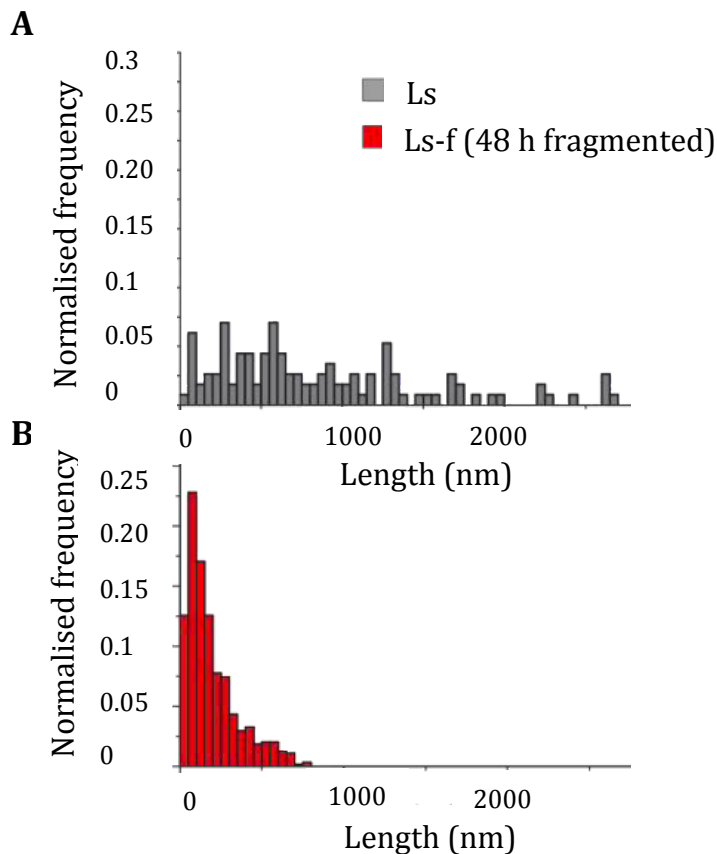 A
Normalised frequency
0.3
0.25
0.20
0.15
0.1
0.05
0
Ls
Ls-f (48 h fragmented)
0 1000 2000
Length (nm)
B
Normalised frequency
0.25
0.20
0.15
0.1
0.05
0
0 1000 2000
Length (nm)